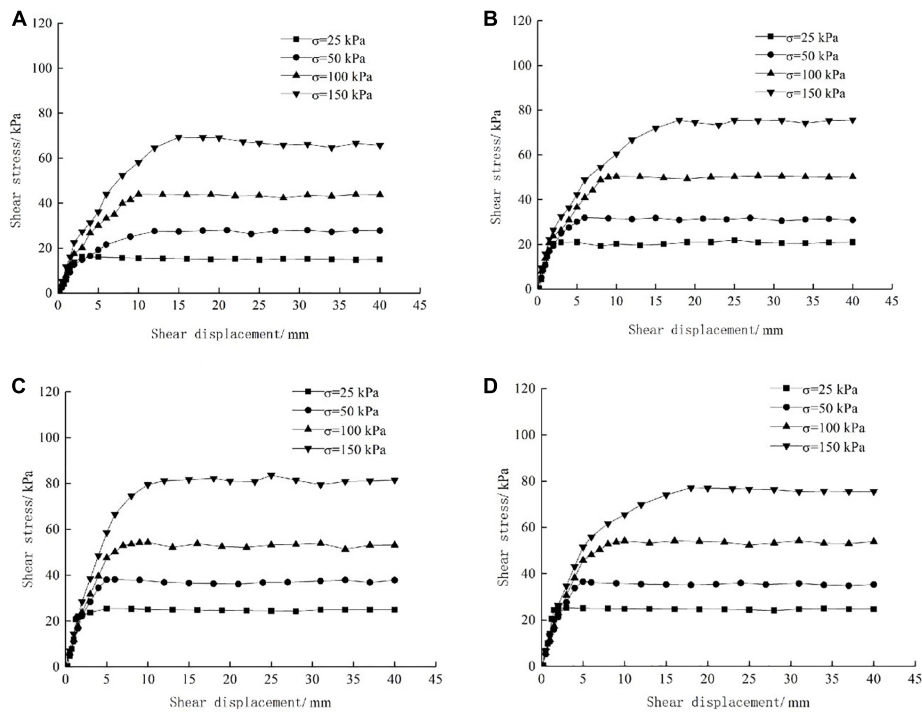 A
120
100
80
60
40
20
0
Shear stress/kPa
σ=25 kPa
σ=50 kPa
σ=100 kPa
σ=150 kPa
0 5 10 15 20 25 30 35 40 45
Shear displacement/mm
B
120
100
80
60
40
20
0
Shear stress/kPa
σ=25 kPa
σ=50 kPa
σ=100 kPa
σ=150 kPa
0 5 10 15 20 25 30 35 40 45
Shear displacement/mm
C
120
100
80
60
40
20
0
Shear stress/kPa
σ=25 kPa
σ=50 kPa
σ=100 kPa
σ=150 kPa
0 5 10 15 20 25 30 35 40 45
Shear displacement/mm
D
120
100
80
60
40
20
0
Shear stress/kPa
σ=25 kPa
σ=50 kPa
σ=100 kPa
σ=150 kPa
0 5 10 15 20 25 30 35 40 45
Shear displacement/mm